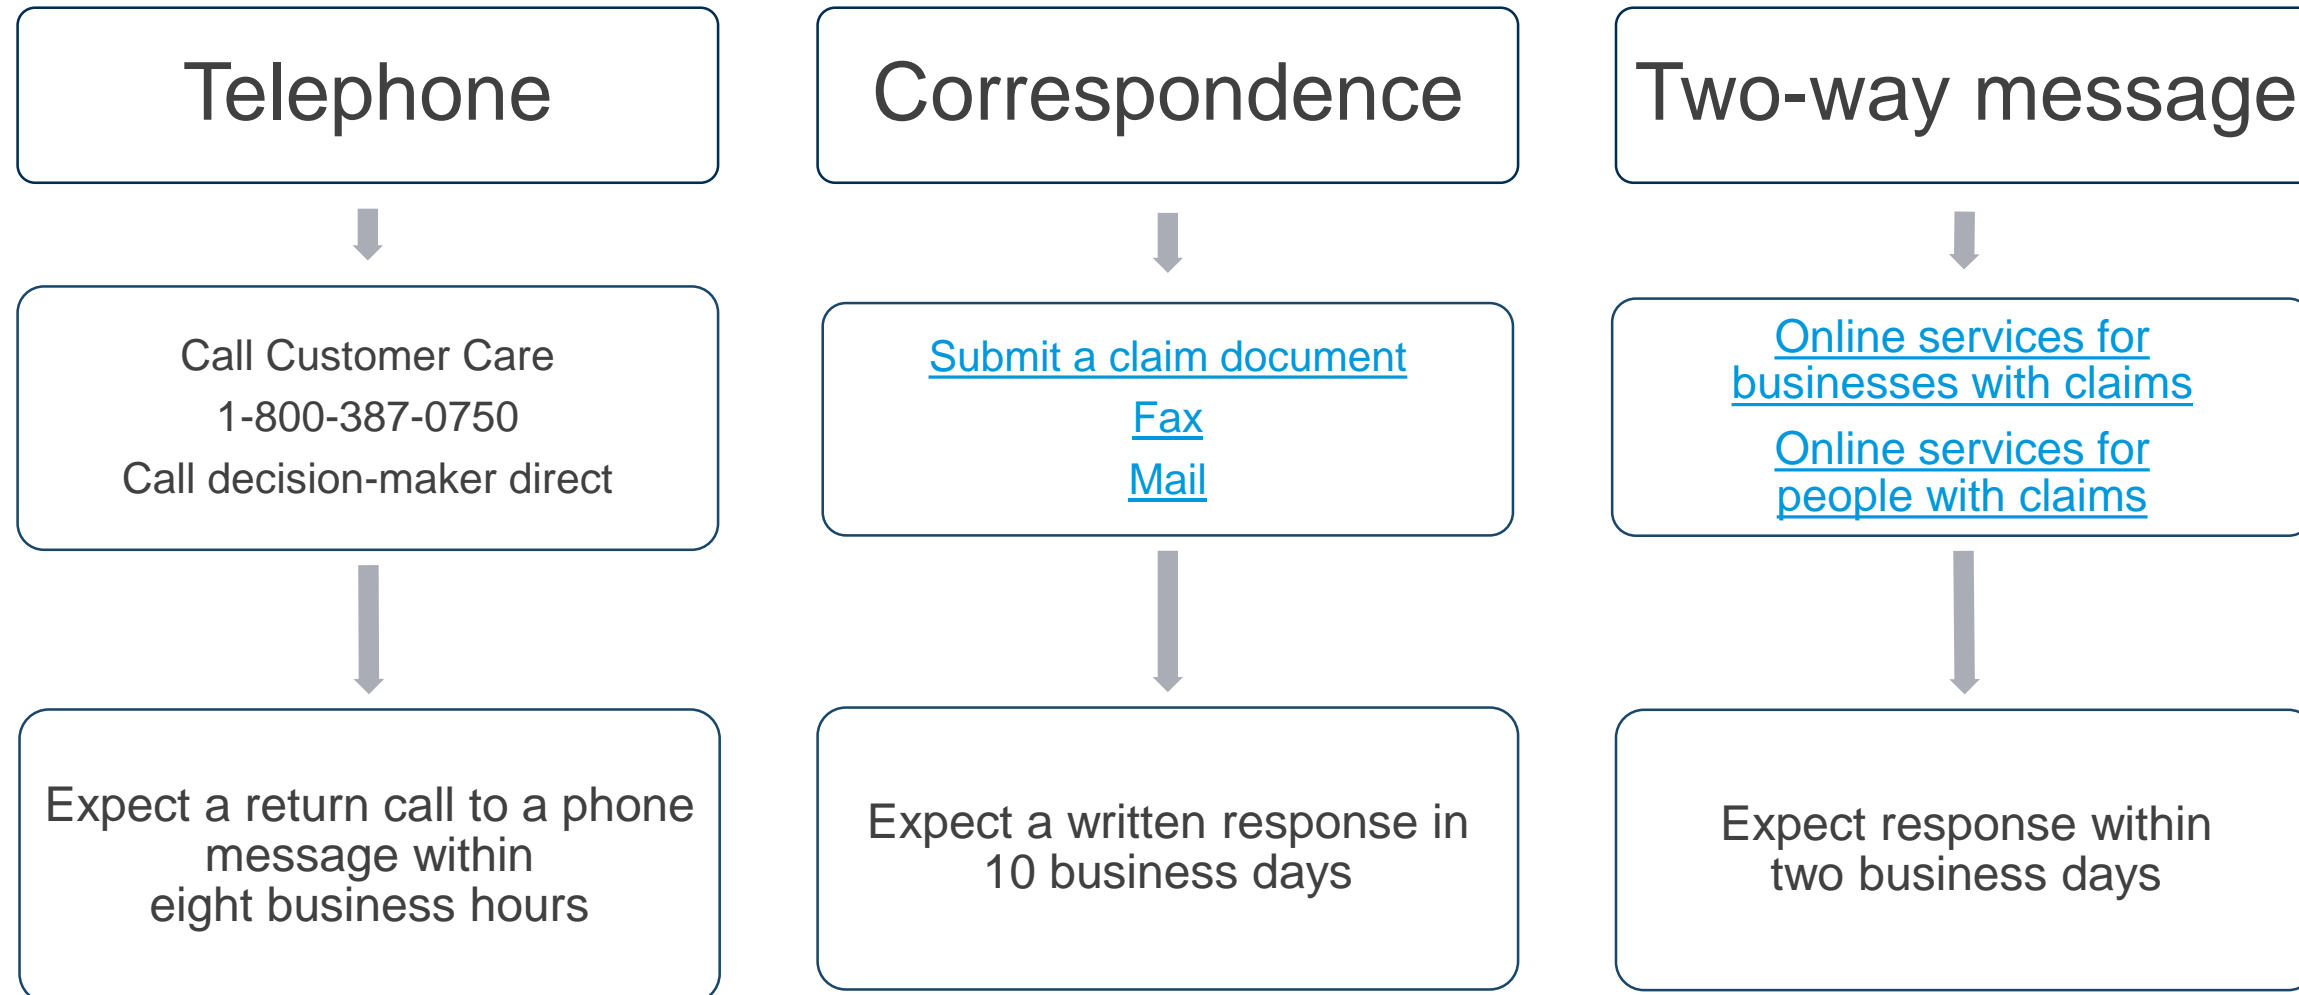 Telephone
Call Customer Care
1-800-387-0750
Call decision-maker direct
Expect a return call to a phone
message within
eight business hours
Correspondence
Submit a claim document
Fax
Mail
Expect a written response in
10 business days
Two-way message
Online services for
businesses with claims
Online services for
people with claims
Expect response within
two business days